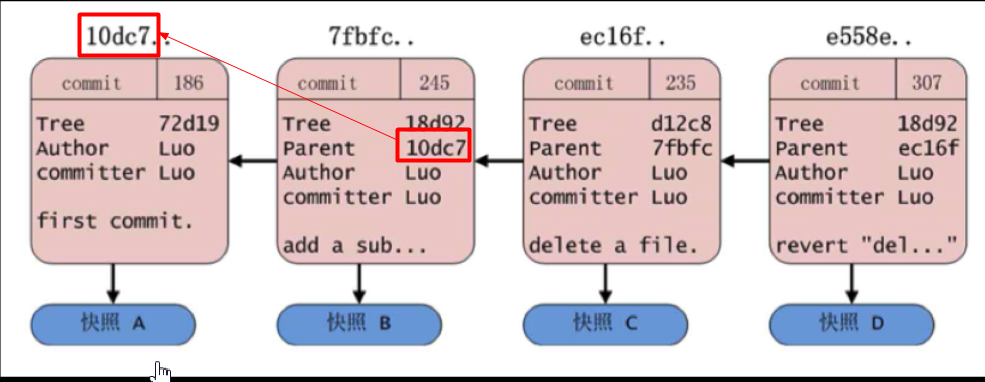 10dc7..
7fbfc..
ec16f..
e558e..
commit 186
Tree 72d19
Author Luo
committer Luo
first commit.
快照 A
commit 245
Tree 18d92
Parent 10dc7
Author Luo
committer Luo
add a sub...
快照 B
commit 235
Tree d12c8
Parent 7fbfc
Author Luo
committer Luo
delete a file.
快照 C
commit 307
Tree 18d92
Parent ec16f
Author Luo
committer Luo
revert "del..."
快照 D